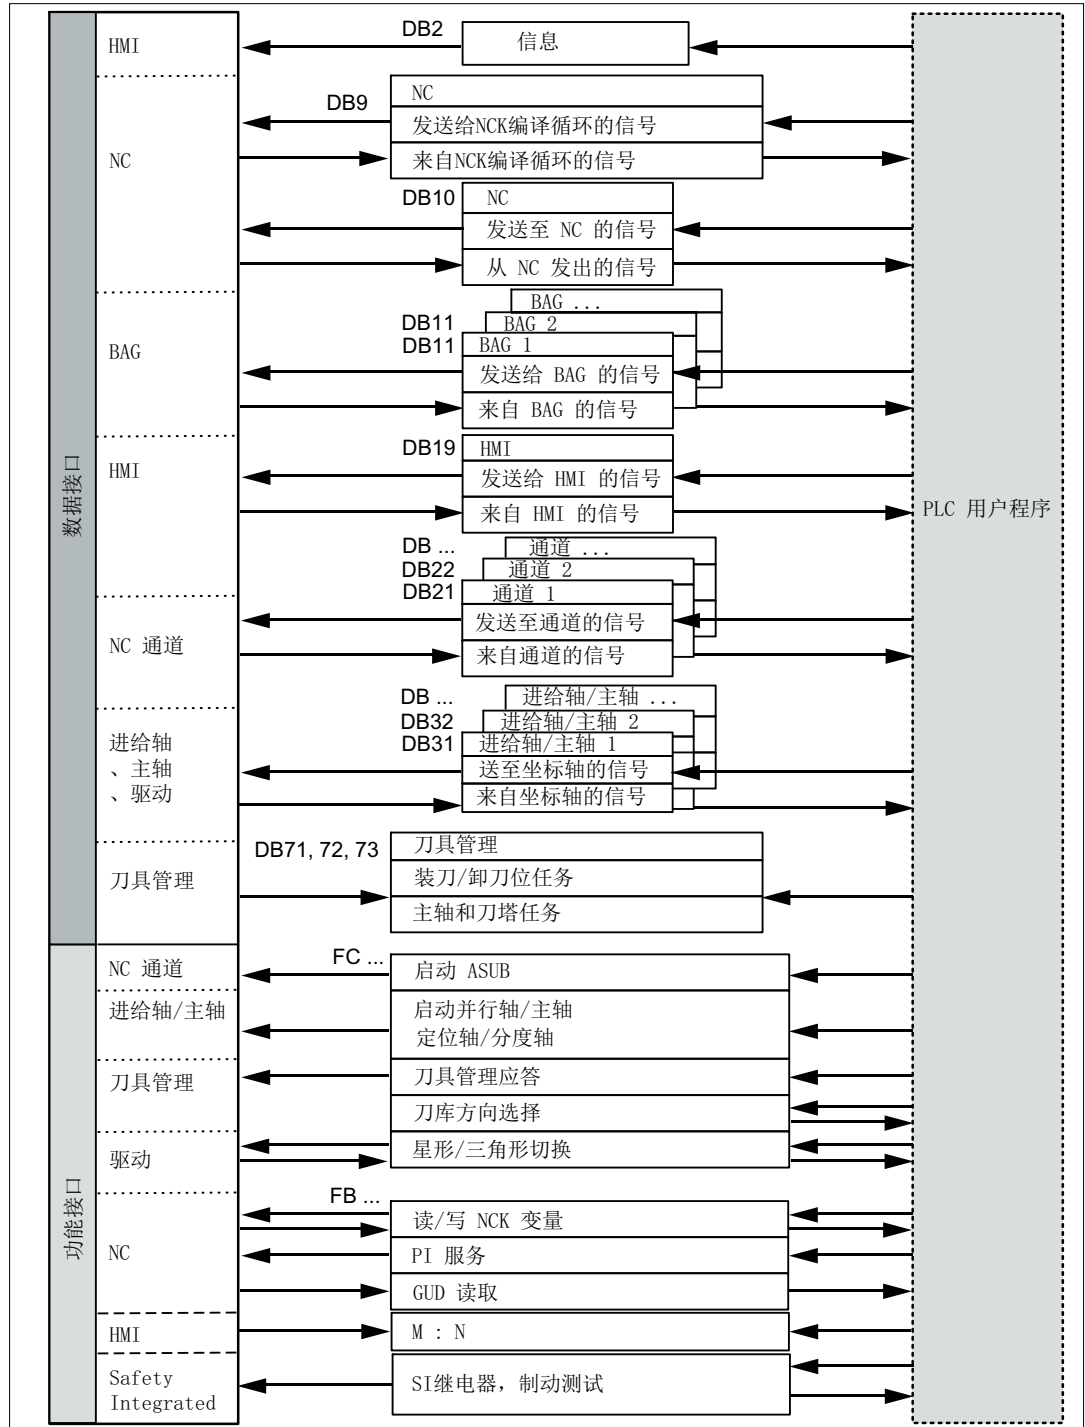 HMI
DB2
信息
NC
DB9
NC
发送给NCK编译循环的信号
来自NCK编译循环的信号
DB10
NC
发送至 NC 的信号
从 NC 发出的信号
BAG
BAG ...
DB11
BAG 2
DB11
BAG 1
发送给 BAG 的信号
来自 BAG 的信号
HMI
DB19
HMI
发送给 HMI 的信号
来自 HMI 的信号
数据接口
PLC 用户程序
DB ...
通道 ...
DB22
通道 2
DB21
通道 1
NC 通道
发送至通道的信号
来自通道的信号
DB ...
进给轴/主轴 ...
DB32
进给轴/主轴 2
DB31
进给轴/主轴 1
进给轴
、主轴
、驱动
送至坐标轴的信号
来自坐标轴的信号
DB71, 72, 73
刀具管理
刀具管理
装刀/卸刀位任务
主轴和刀塔任务
NC 通道
FC ...
启动 ASUB
进给轴/主轴
启动并行轴/主轴
定位轴/分度轴
刀具管理
刀具管理应答
刀库方向选择
驱动
星形/三角形切换
功能接口
NC
FB ...
读/写 NCK 变量
PI 服务
GUD 读取
HMI
M : N
Safety
Integrated
SI继电器，制动测试